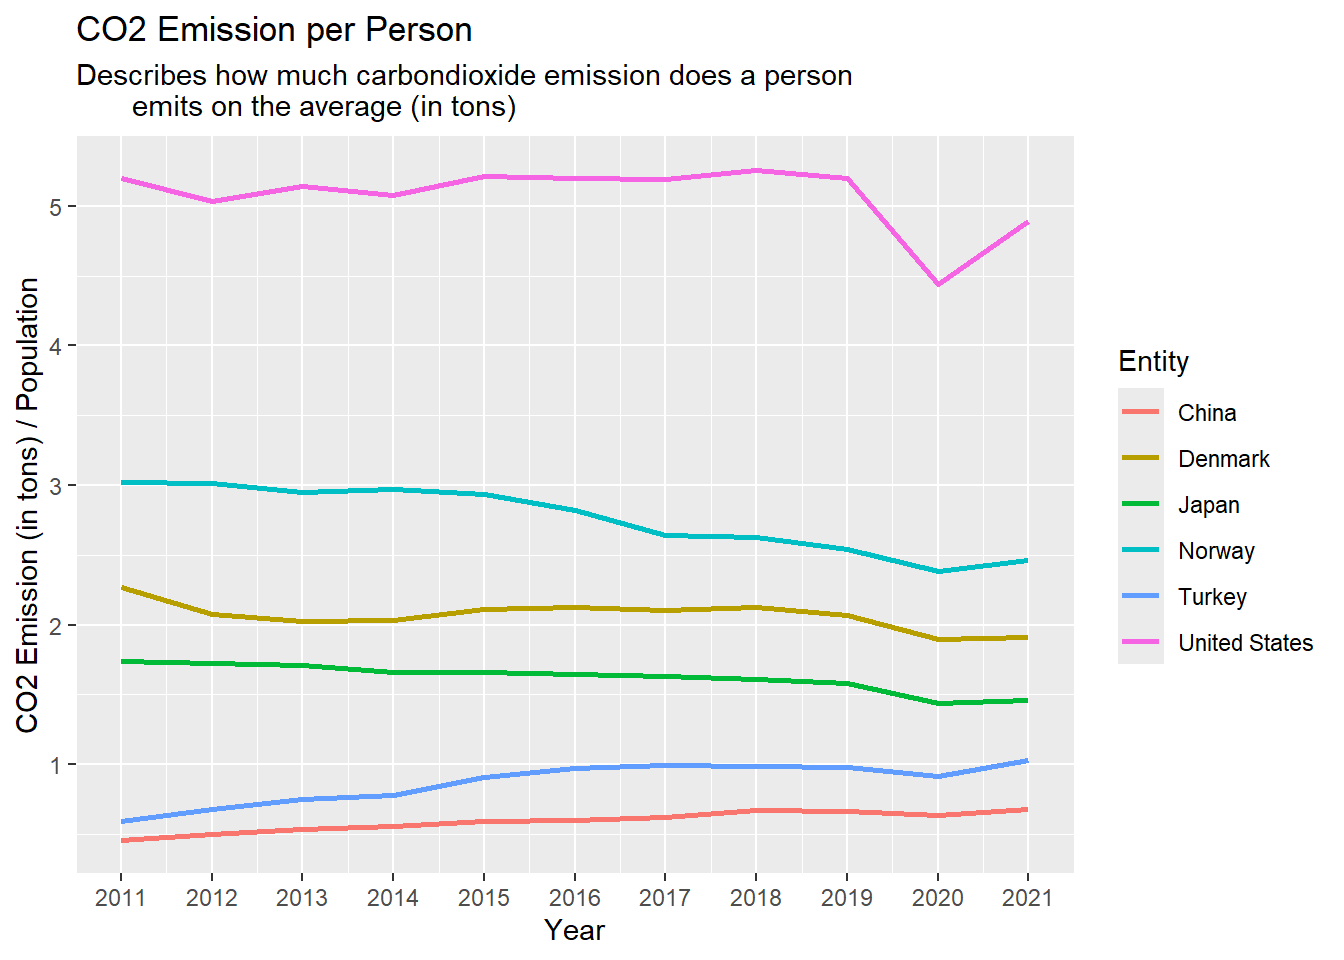 CO2 Emission per Person
Describes how much carbondioxide emission does a person
emits on the average (in tons)
CO2 Emission (in tons) / Population
5
4
3
2
1
2011 2012 2013 2014 2015 2016 2017 2018 2019 2020 2021
Year
Entity
China
Denmark
Japan
Norway
Turkey
United States